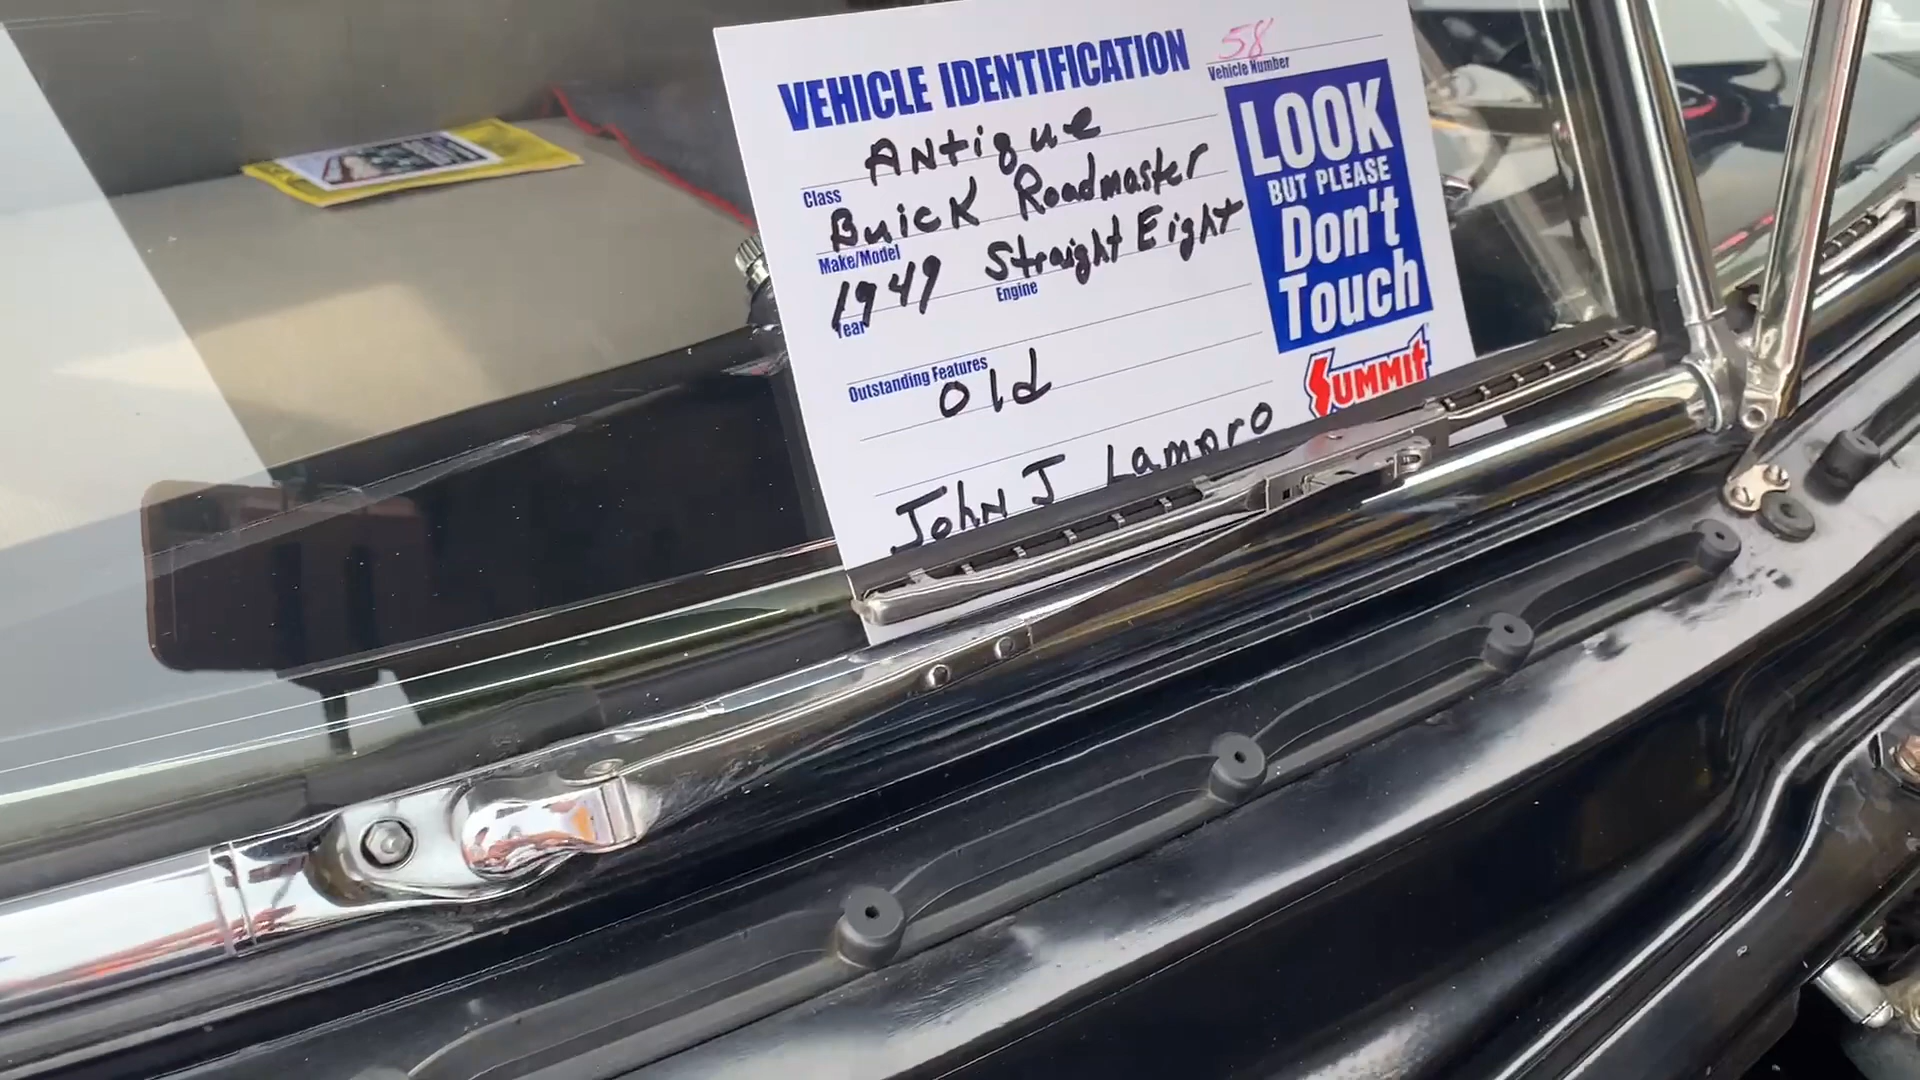 VEHICLE IDENTIFICATION
58
Vehicle Number
Antique
Class
Buick Roadmaster
Make/Model
1949 Straight Eight
Year
Engine
Outstanding Features
Old
John J Lampro
LOOK
BUT PLEASE
Don't
Touch
SUMMIT